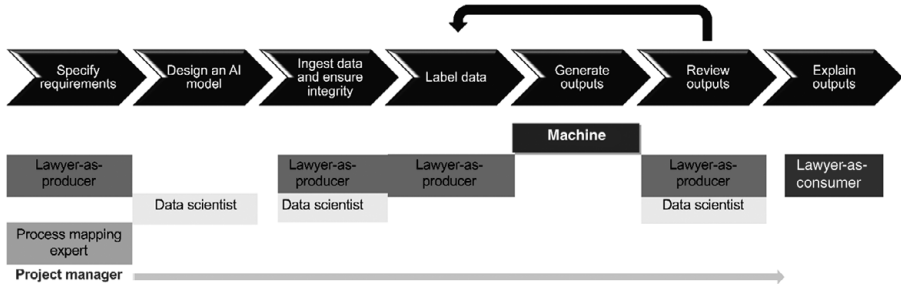 Specify
requirements
Design an AI
model
Ingest data
and ensure
integrity
Label data
Generate
outputs
Review
outputs
Explain
outputs
Machine
Lawyer-as-
producer
Lawyer-as-
producer
Lawyer-as-
producer
Lawyer-as-
producer
Lawyer-as-
consumer
Data scientist
Data scientist
Data scientist
Process mapping
expert
Project manager